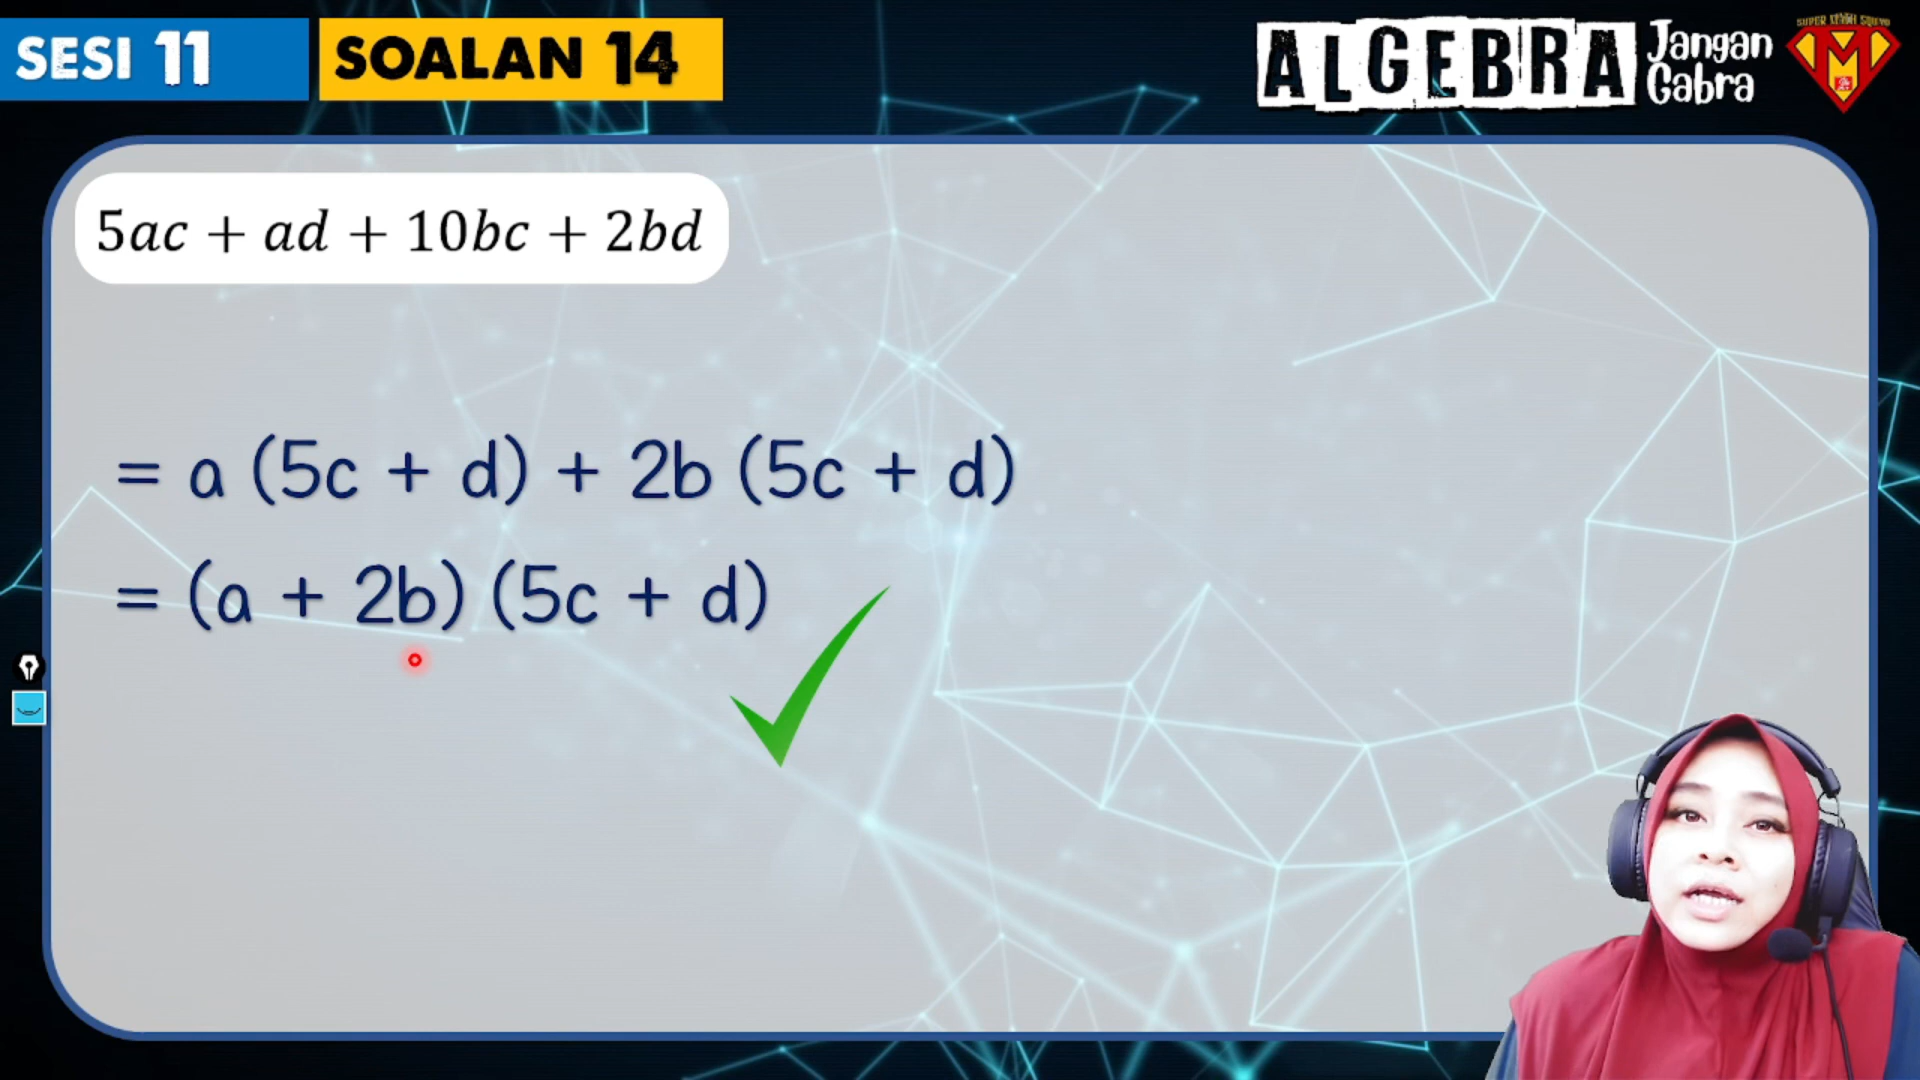 SESI 11
SOALAN 14
ALGEBRA
Jangan
Gabra
M
5ac + ad + 10bc + 2bd
= a (5c + d) + 2b (5c + d)
= (a + 2b) (5c + d)